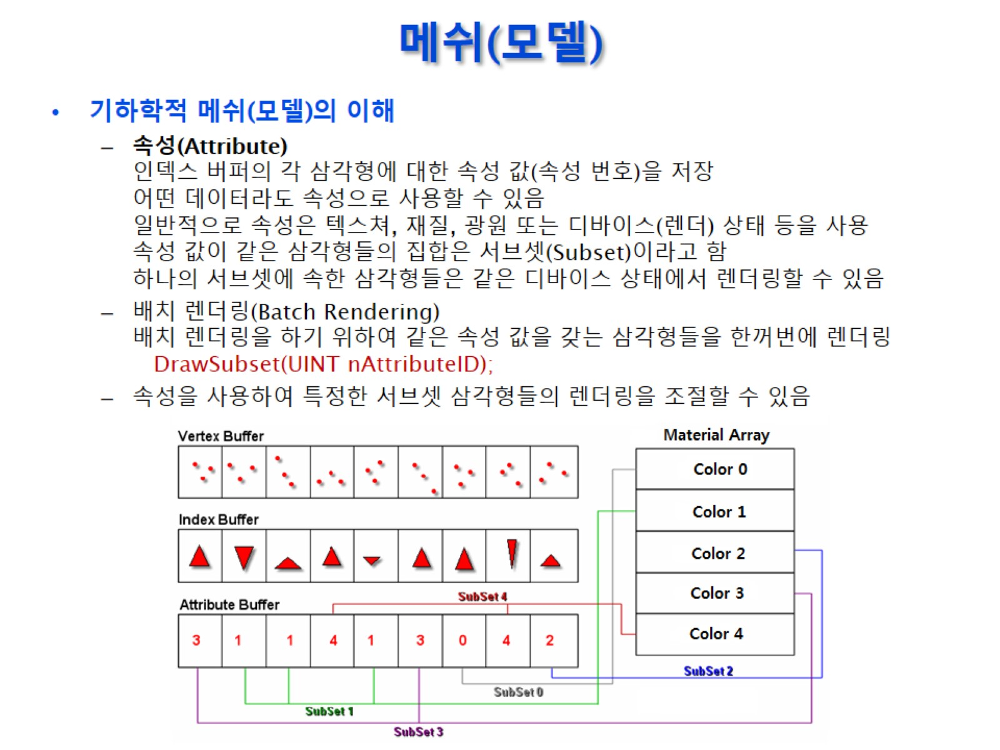 메쉬(모델)
• 기하학적 메쉬(모델)의 이해
– 속성(Attribute)
인덱스 버퍼의 각 삼각형에 대한 속성 값(속성 번호)을 저장
어떤 데이터라도 속성으로 사용할 수 있음
일반적으로 속성은 텍스쳐, 재질, 광원 또는 디바이스(렌더) 상태 등을 사용
속성 값이 같은 삼각형들의 집합은 서브셋(Subset)이라고 함
하나의 서브셋에 속한 삼각형들은 같은 디바이스 상태에서 렌더링할 수 있음
– 배치 렌더링(Batch Rendering)
배치 렌더링을 하기 위하여 같은 속성 값을 갖는 삼각형들을 한꺼번에 렌더링
DrawSubset(UINT nAttributeID);
– 속성을 사용하여 특정한 서브셋 삼각형들의 렌더링을 조절할 수 있음
Vertex Buffer
Index Buffer
SubSet 4
Attribute Buffer
3 1 1 4 1 3 0 4 2
SubSet 0
SubSet 1
SubSet 3
Material Array
Color 0
Color 1
Color 2
Color 3
Color 4
SubSet 2